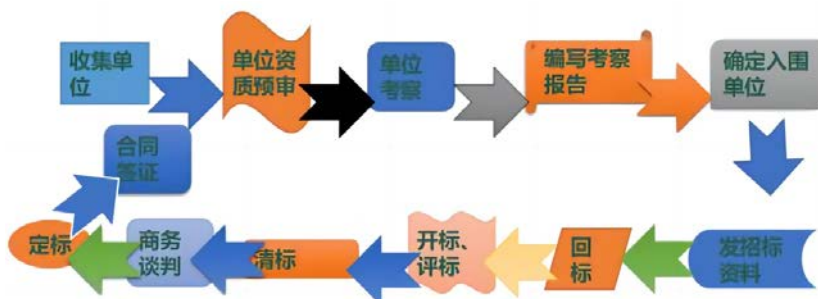 收集单
位
单位资
质预审
单位
考察
编写考察
报告
确定入围
单位
发招标
资料
回
标
开标、
评标
清标
商务
谈判
定标
合同
签证